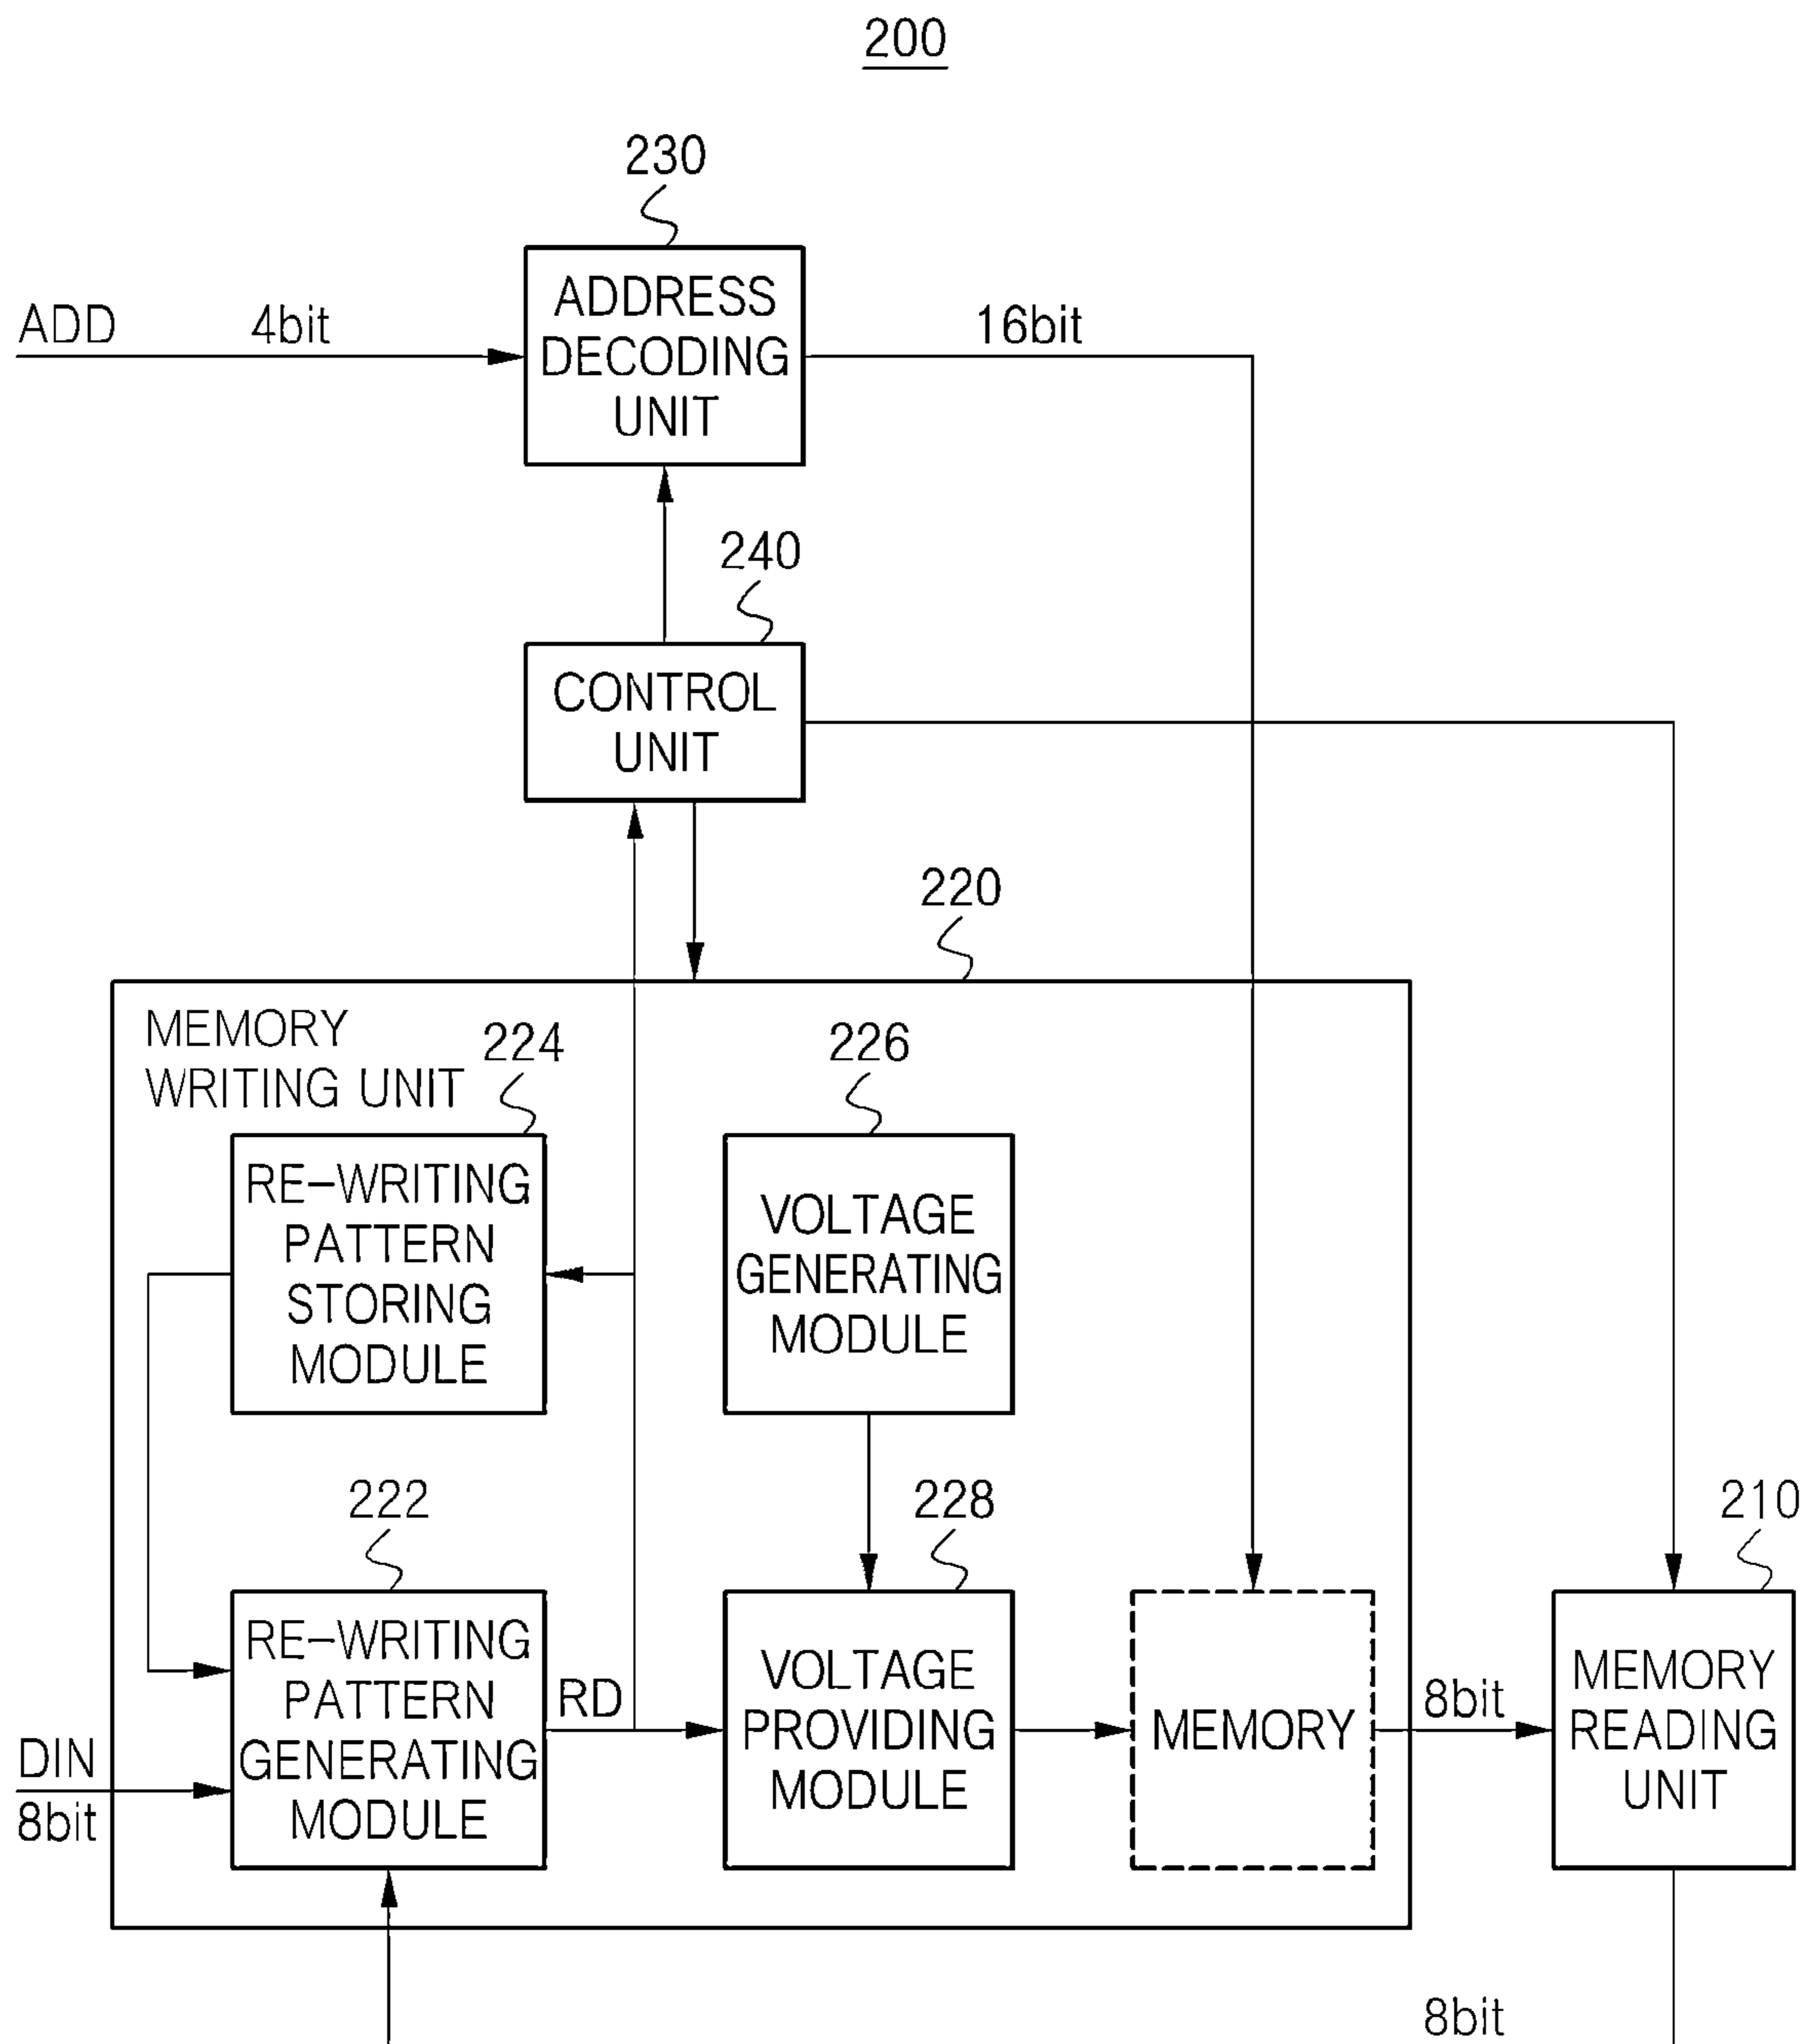 200
230
ADDRESS
DECODING
UNIT
ADD
4bit
16bit
240
CONTROL
UNIT
220
MEMORY
WRITING UNIT
224
RE-WRITING
PATTERN
STORING
MODULE
226
VOLTAGE
GENERATING
MODULE
222
RE-WRITING
PATTERN
GENERATING
MODULE
DIN
8bit
RD
228
VOLTAGE
PROVIDING
MODULE
MEMORY
8bit
210
MEMORY
READING
UNIT
8bit